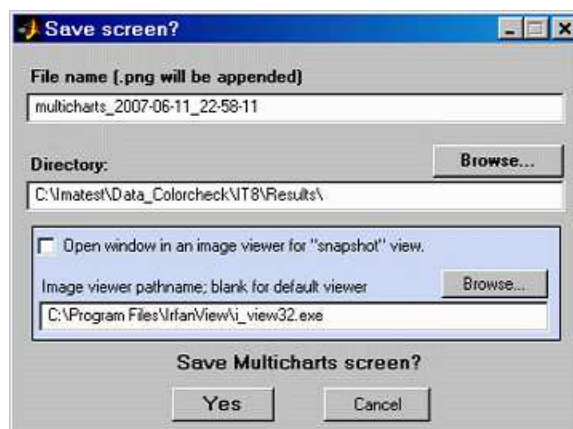 Save screen?
File name (.png will be appended)
multicharts_2007-06-11_22-58-11
Directory:
Browse...
C:\Imatest\Data_Colorcheck\IT8\Results\
Open window in an image viewer for "snapshot" view.
Image viewer pathname; blank for default viewer
Browse...
C:\Program Files\IrfanView\i_view32.exe
Save Multicharts screen?
Yes
Cancel